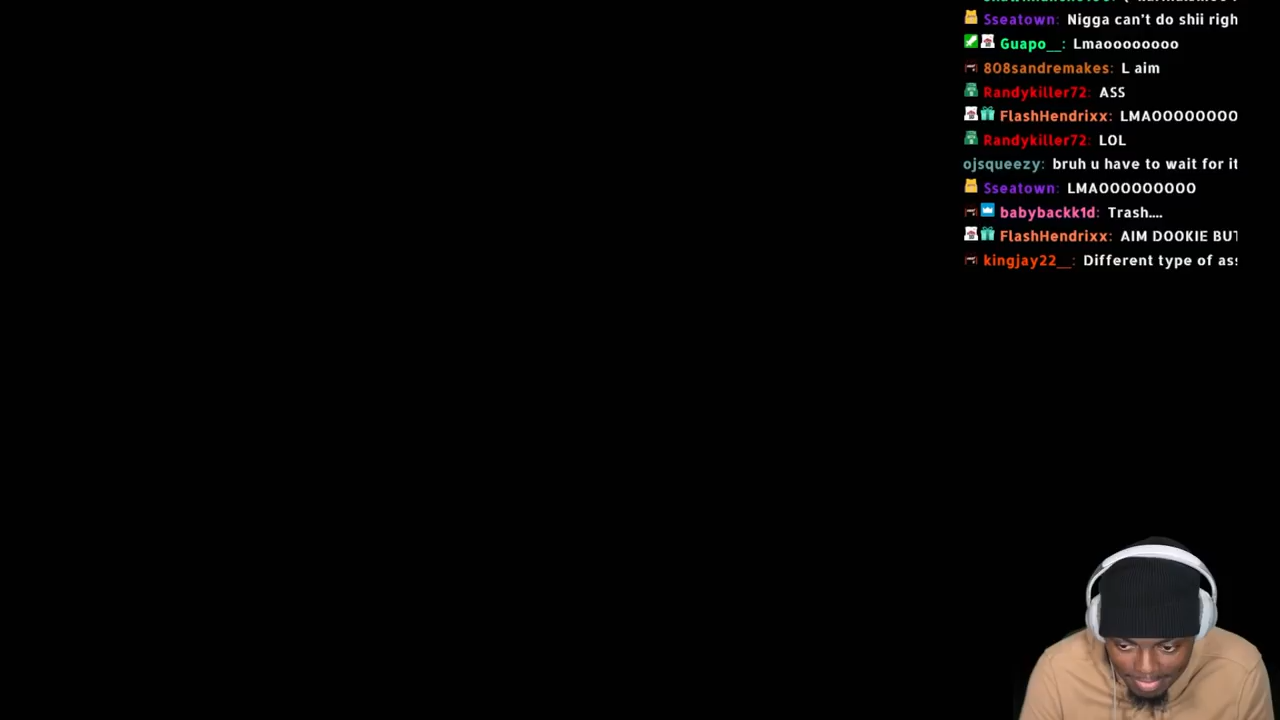 Sseatown: Nigga can't do shii righ
Guapo__: Lmaoooooooo
808sandremakes: L aim
Randykiller72: ASS
FlashHendrixx: LMAOOOOOOOO
Randykiller72: LOL
ojsqueezy: bruh u have to wait for it
Sseatown: LMAOOOOOOOOO
babybackk1d: Trash....
FlashHendrixx: AIM DOOKIE BUT
kingjay22__: Different type of ass